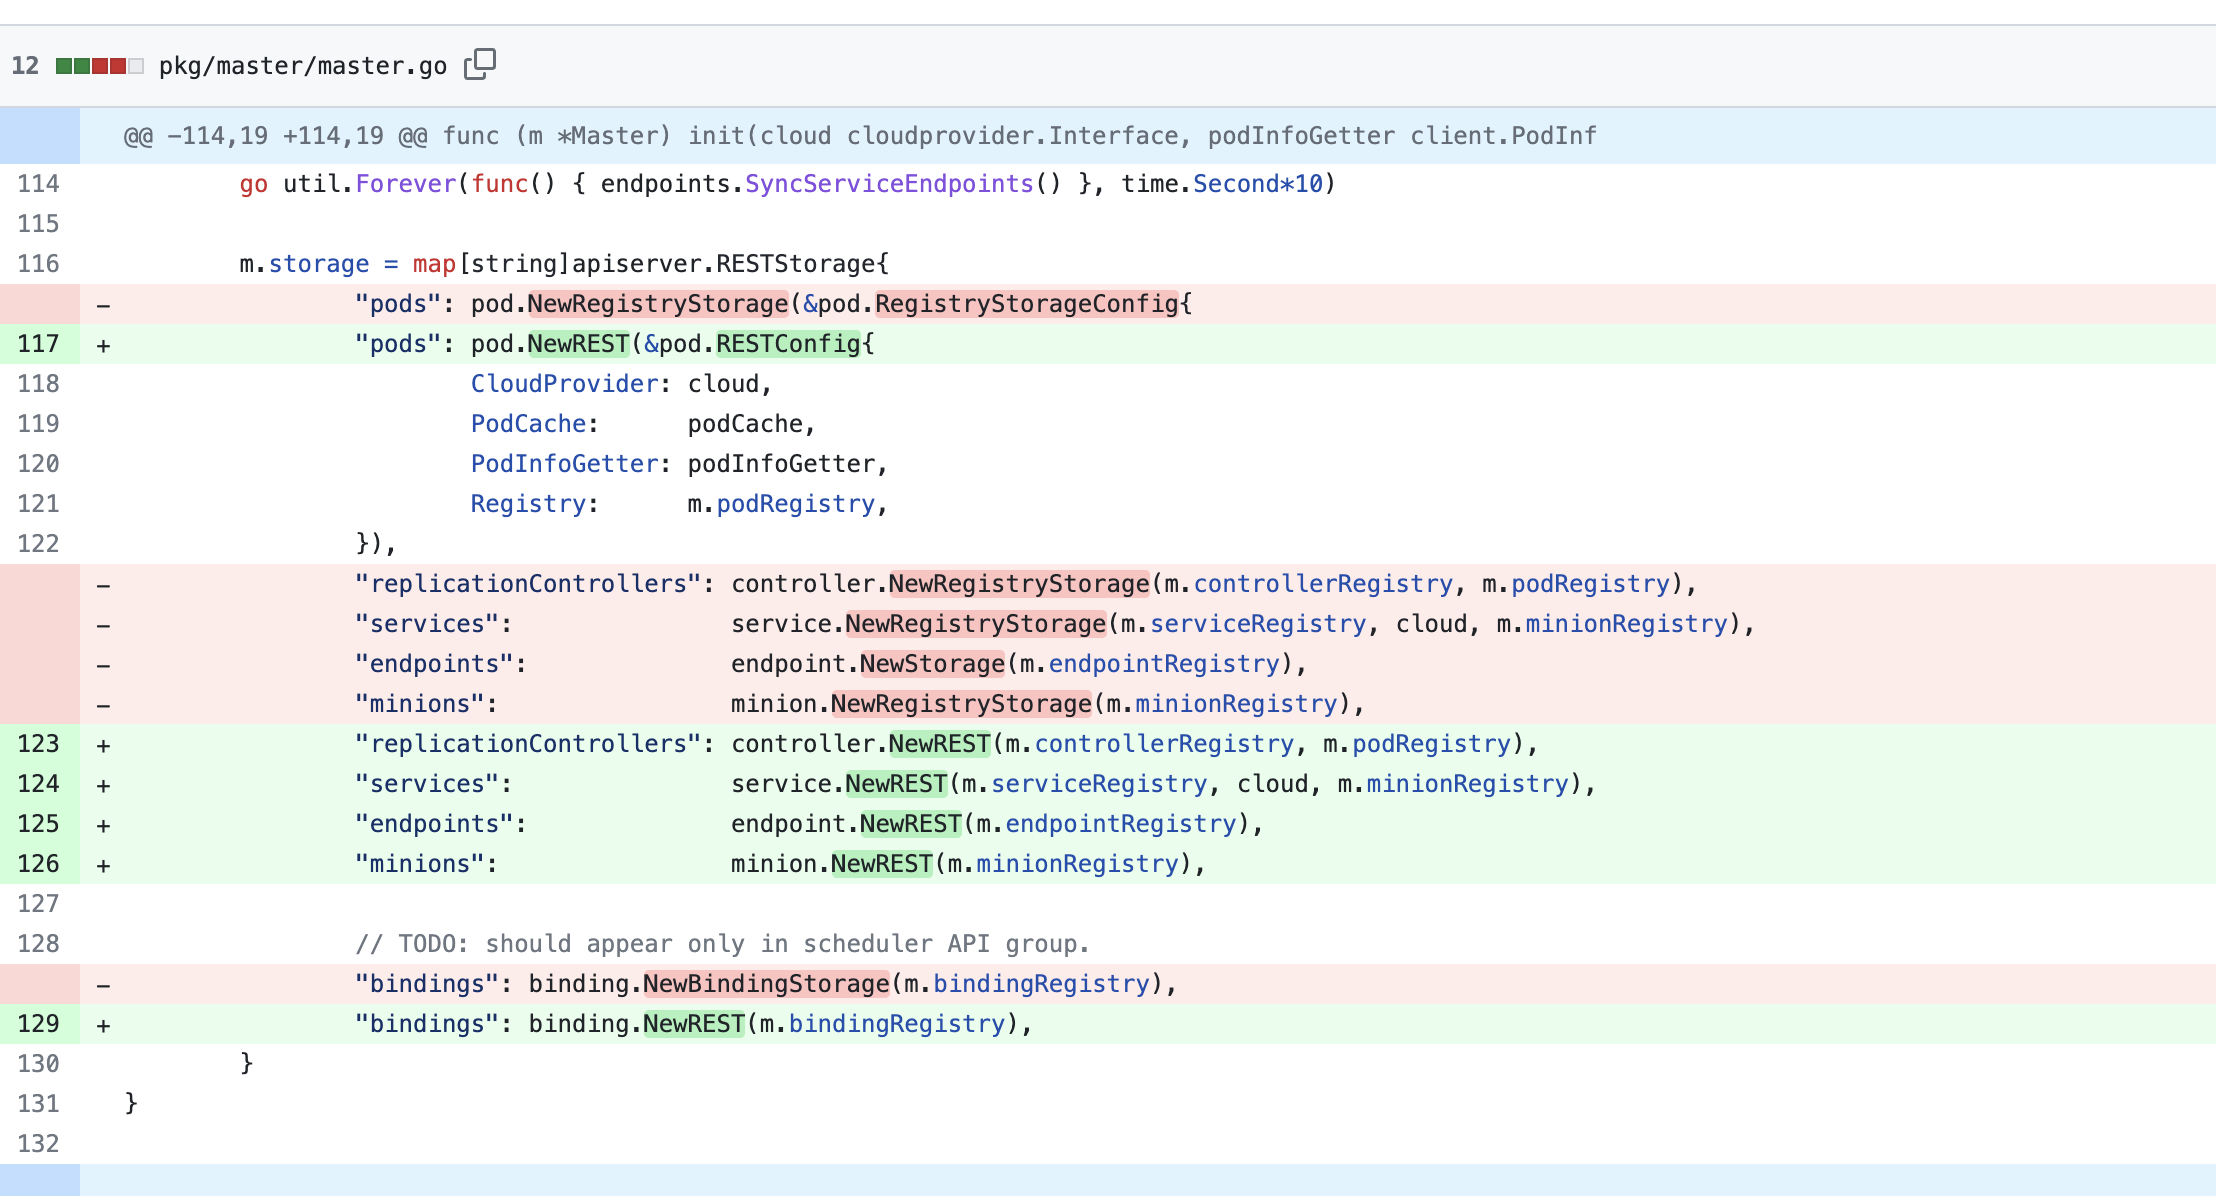 12 pkg/master/master.go
@@ -114,19 +114,19 @@ func (m *Master) init(cloud cloudprovider.Interface, podInfoGetter client.PodInf
114         go util.Forever(func() { endpoints.SyncServiceEndpoints() }, time.Second*10)
115
116         m.storage = map[string]apiserver.RESTStorage{
-                 "pods": pod.NewRegistryStorage(&pod.RegistryStorageConfig{
117 +                 "pods": pod.NewREST(&pod.RESTConfig{
118                         CloudProvider: cloud,
119                         PodCache:      podCache,
120                         PodInfoGetter: podInfoGetter,
121                         Registry:      m.podRegistry,
122                 }),
-                 "replicationControllers": controller.NewRegistryStorage(m.controllerRegistry, m.podRegistry),
-                 "services":               service.NewRegistryStorage(m.serviceRegistry, cloud, m.minionRegistry),
-                 "endpoints":              endpoint.NewStorage(m.endpointRegistry),
-                 "minions":                minion.NewRegistryStorage(m.minionRegistry),
123 +                 "replicationControllers": controller.NewREST(m.controllerRegistry, m.podRegistry),
124 +                 "services":               service.NewREST(m.serviceRegistry, cloud, m.minionRegistry),
125 +                 "endpoints":              endpoint.NewREST(m.endpointRegistry),
126 +                 "minions":                minion.NewREST(m.minionRegistry),
127
128                 // TODO: should appear only in scheduler API group.
-                 "bindings": binding.NewBindingStorage(m.bindingRegistry),
129 +                 "bindings": binding.NewREST(m.bindingRegistry),
130         }
131 }
132